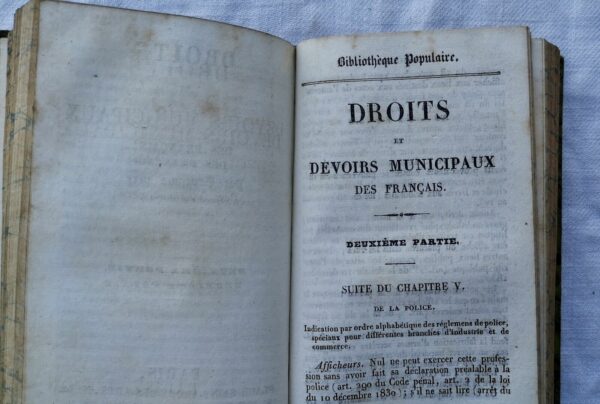 Bibliothèque Populaire.
DROITS
ET
DEVOIRS MUNICIPAUX
DES FRANÇAIS.
DEUXIÈME PARTIE.
SUITE DU CHAPITRE V.
DE LA POLICE.
Indication par ordre alphabétique des réglemens de police,
spéciaux pour différentes branches d'industrie et de
commerce.
Afficheurs. Nul ne peut exercer cette profes-
sion sans avoir fait sa déclaration préalable à la
police (art. 290 du Code pénal, art. 2 de la loi
du 10 décembre 1830); s'il ne sait lire (arrêt du